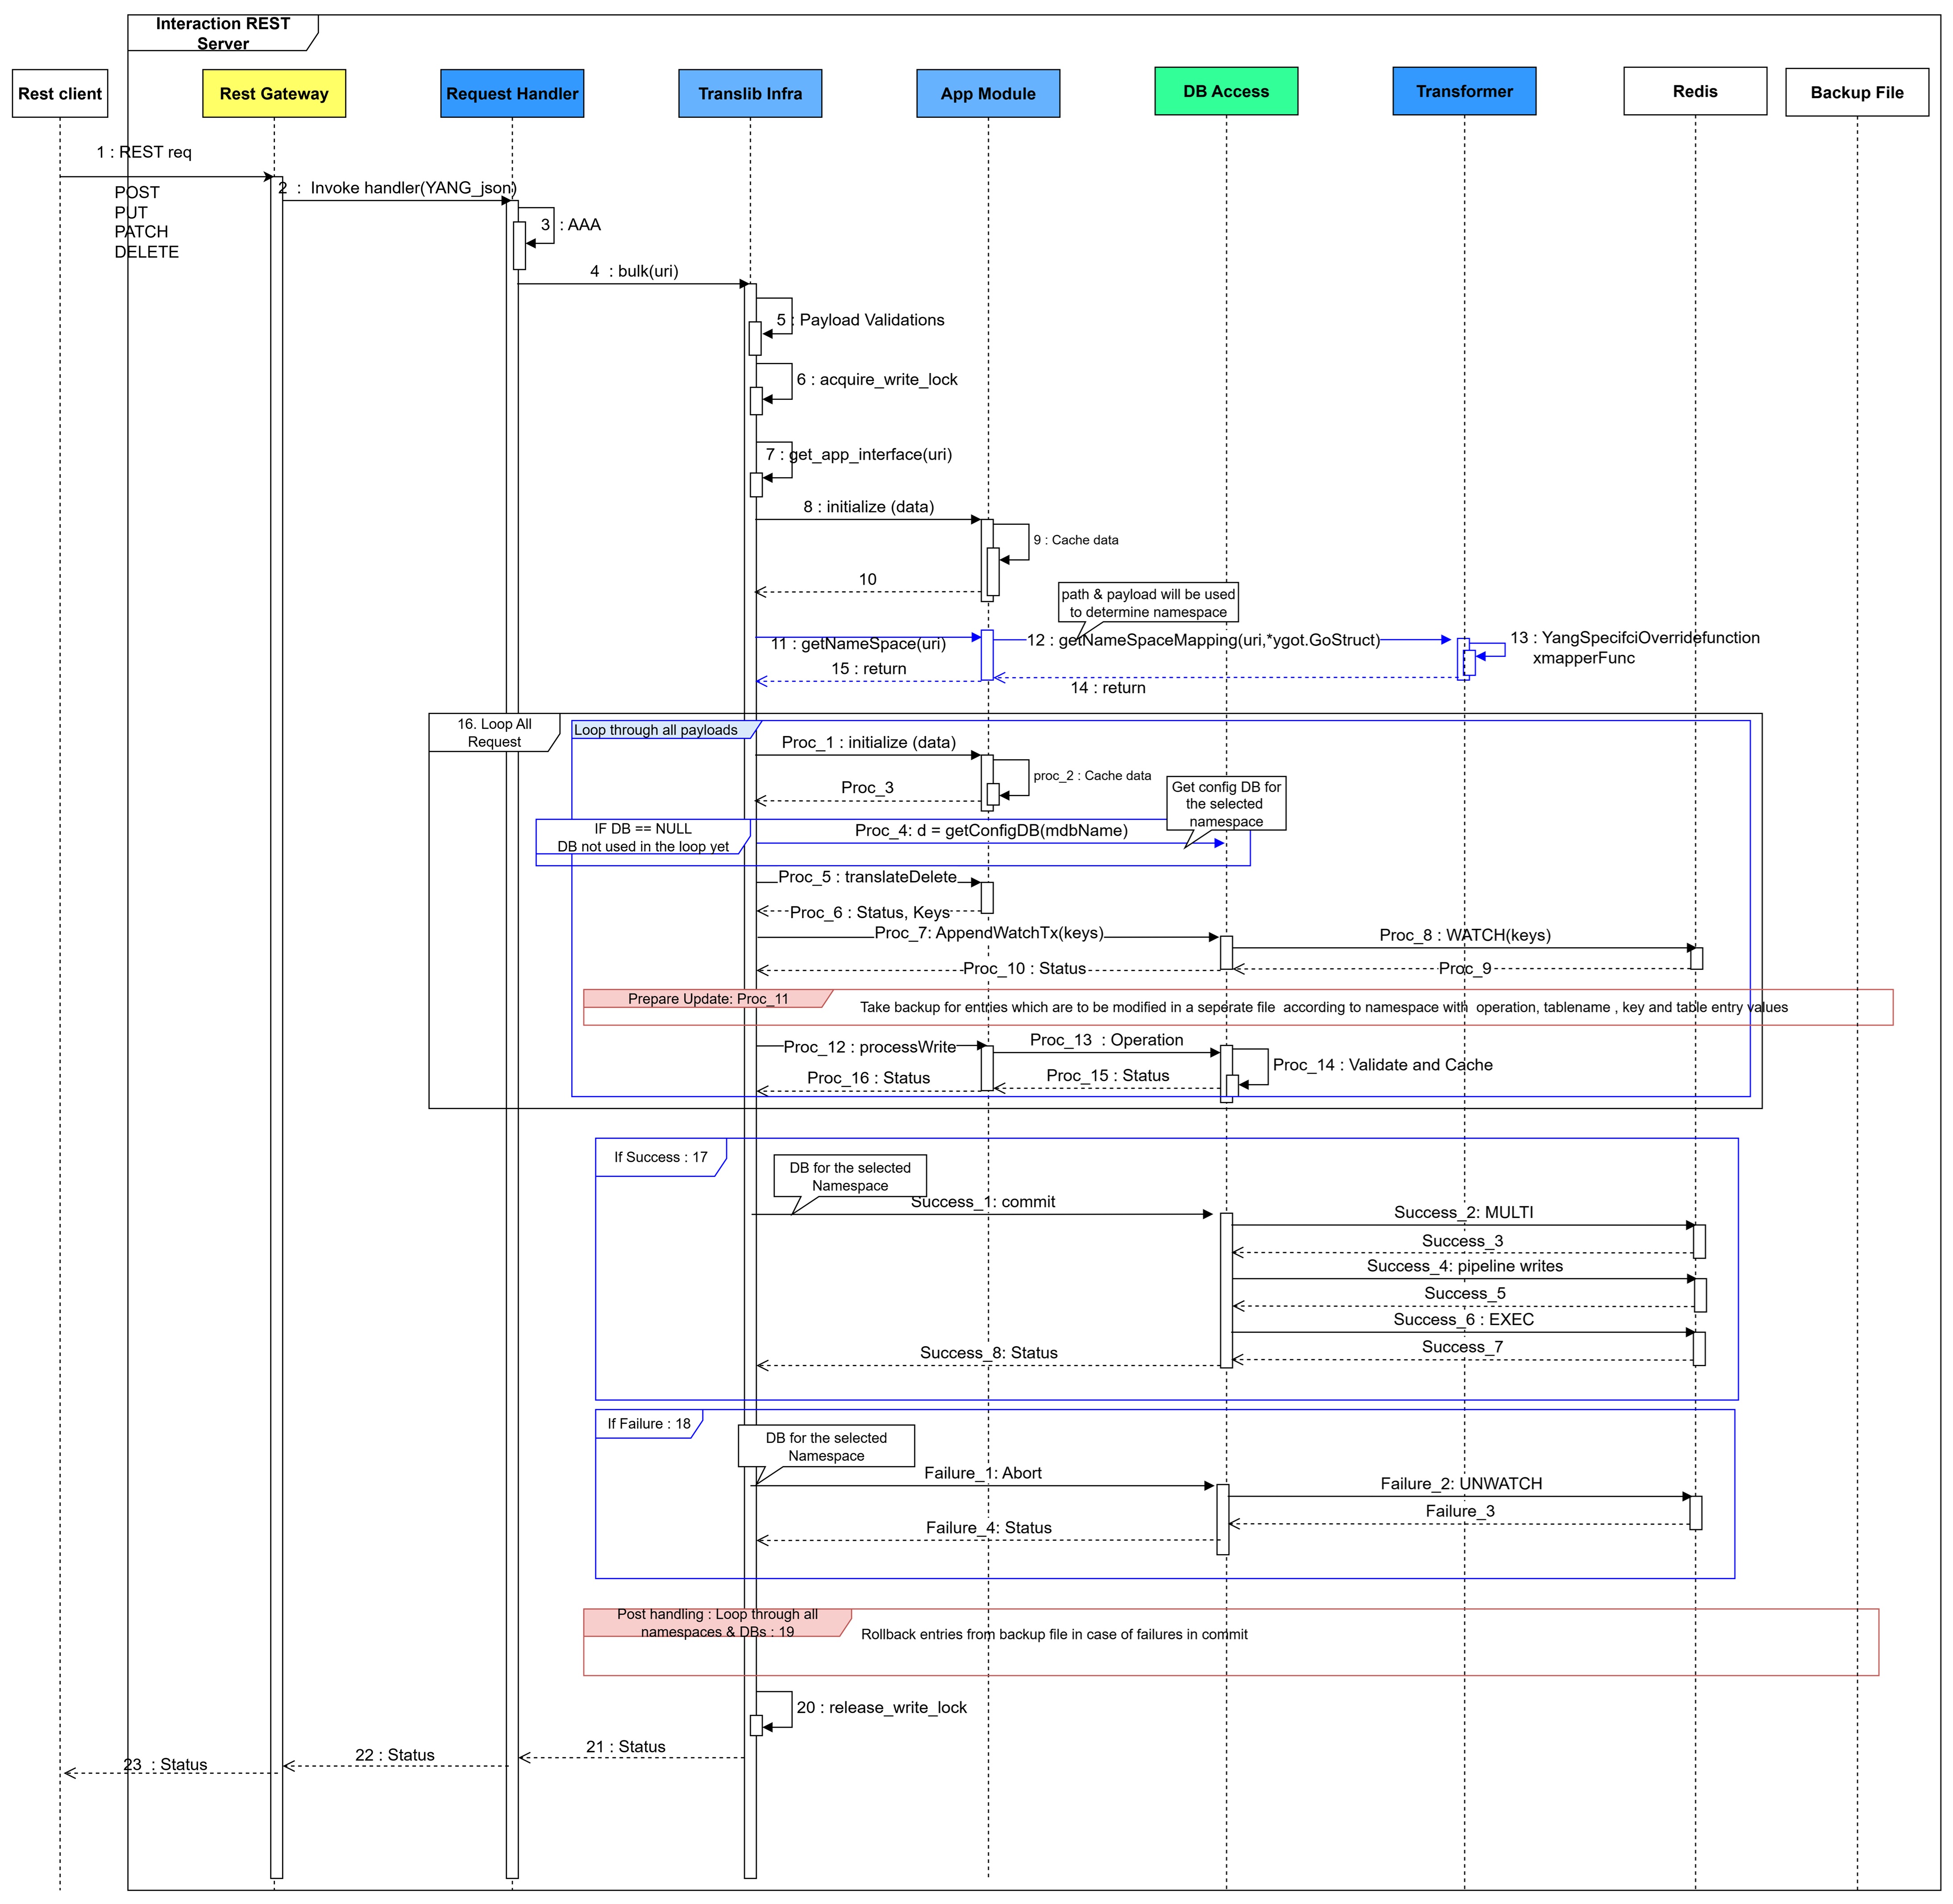 Interaction REST
Server
Rest client
Rest Gateway
Request Handler
Translib Infra
App Module
DB Access
Transformer
Redis
Backup File
1 : REST req
POST
PUT
PATCH
DELETE
2  :  Invoke handler(YANG_json)
3  : AAA
4  : bulk(uri)
5 : Payload Validations
6 : acquire_write_lock
7 : get_app_interface(uri)
8 : initialize (data)
9 : Cache data
10
path & payload will be used
to determine namespace
11 : getNameSpace(uri)
12 : getNameSpaceMapping(uri,*ygot.GoStruct)
13 : YangSpecifciOverridefunction
xmapperFunc
15 : return
14 : return
16. Loop All
Request
Loop through all payloads
Proc_1 : initialize (data)
proc_2 : Cache data
Proc_3
Get config DB for
the selected
namespace
IF DB == NULL
DB not used in the loop yet
Proc_4: d = getConfigDB(mdbName)
Proc_5 : translateDelete
Proc_6 : Status, Keys
Proc_7: AppendWatchTx(keys)
Proc_8 : WATCH(keys)
Proc_10 : Status
Proc_9
Prepare Update: Proc_11
Take backup for entries which are to be modified in a seperate file  according to namespace with  operation, tablename , key and table entry values
Proc_12 : processWrite
Proc_13  : Operation
Proc_14 : Validate and Cache
Proc_16 : Status
Proc_15 : Status
If Success : 17
DB for the selected
Namespace
Success_1: commit
Success_2: MULTI
Success_3
Success_4: pipeline writes
Success_5
Success_6 : EXEC
Success_7
Success_8: Status
If Failure : 18
DB for the selected
Namespace
Failure_1: Abort
Failure_2: UNWATCH
Failure_3
Failure_4: Status
Post handling : Loop through all
namespaces & DBs : 19
Rollback entries from backup file in case of failures in commit
20 : release_write_lock
21 : Status
22 : Status
23  : Status